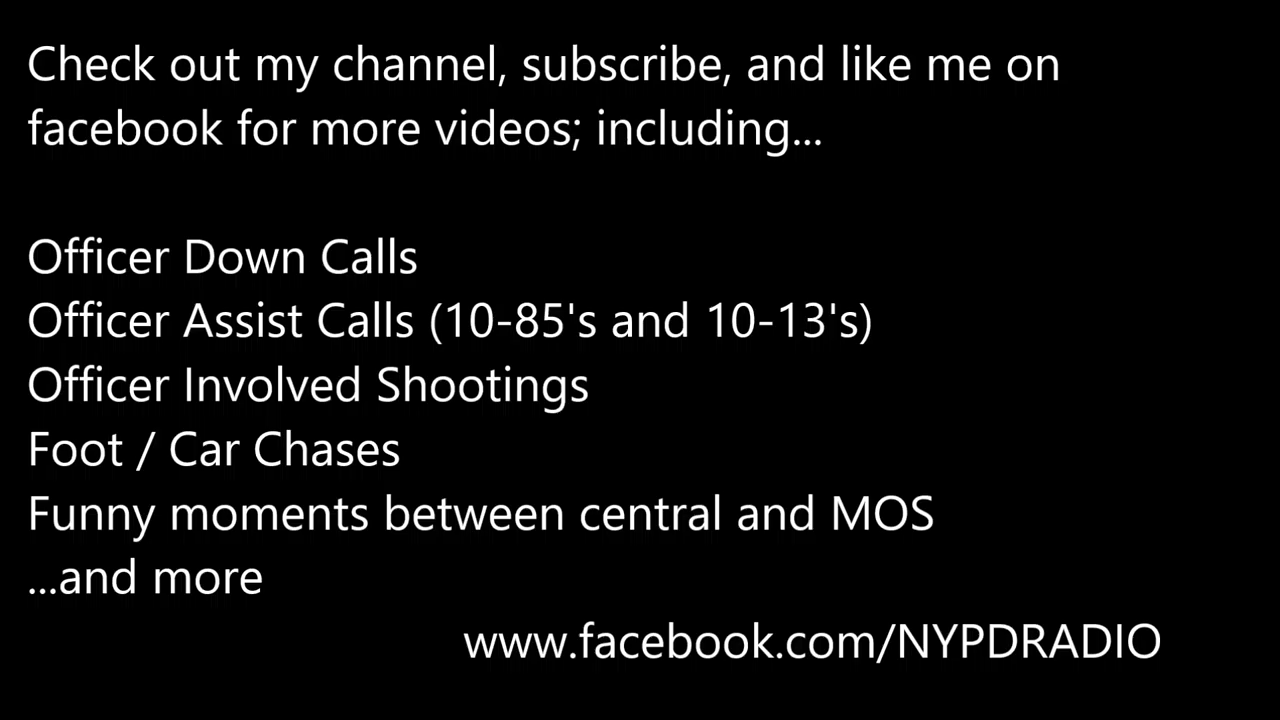 Check out my channel, subscribe, and like me on
facebook for more videos; including...
Officer Down Calls
Officer Assist Calls (10-85's and 10-13's)
Officer Involved Shootings
Foot / Car Chases
Funny moments between central and MOS
...and more
www.facebook.com/NYPDRADIO